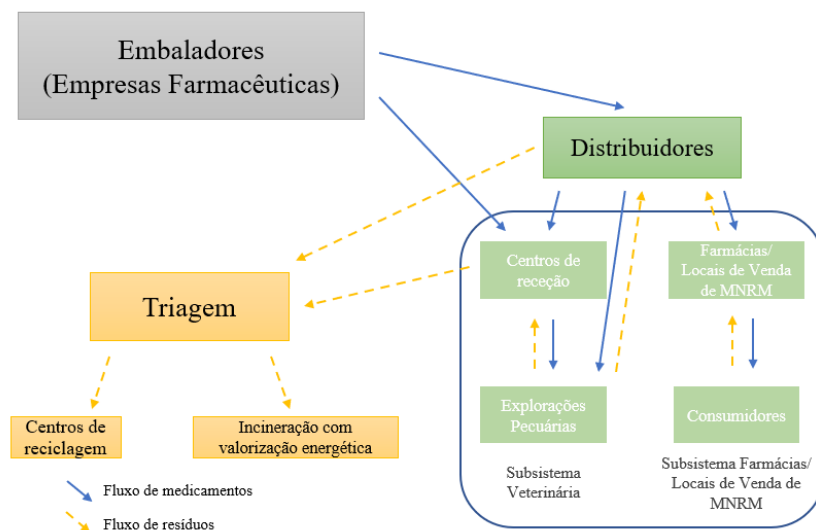 Embaladores
(Empresas Farmacêuticas)
Distribuidores
Centros de
receção
Farmácias/
Locais de Venda
de MNRM
Triagem
Explorações
Pecuárias
Consumidores
Centros de
reciclagem
Incineração com
valorização energética
Subsistema
Veterinária
Subsistema Farmácias/
Locais de Venda de
MNRM
Fluxo de medicamentos
Fluxo de resíduos